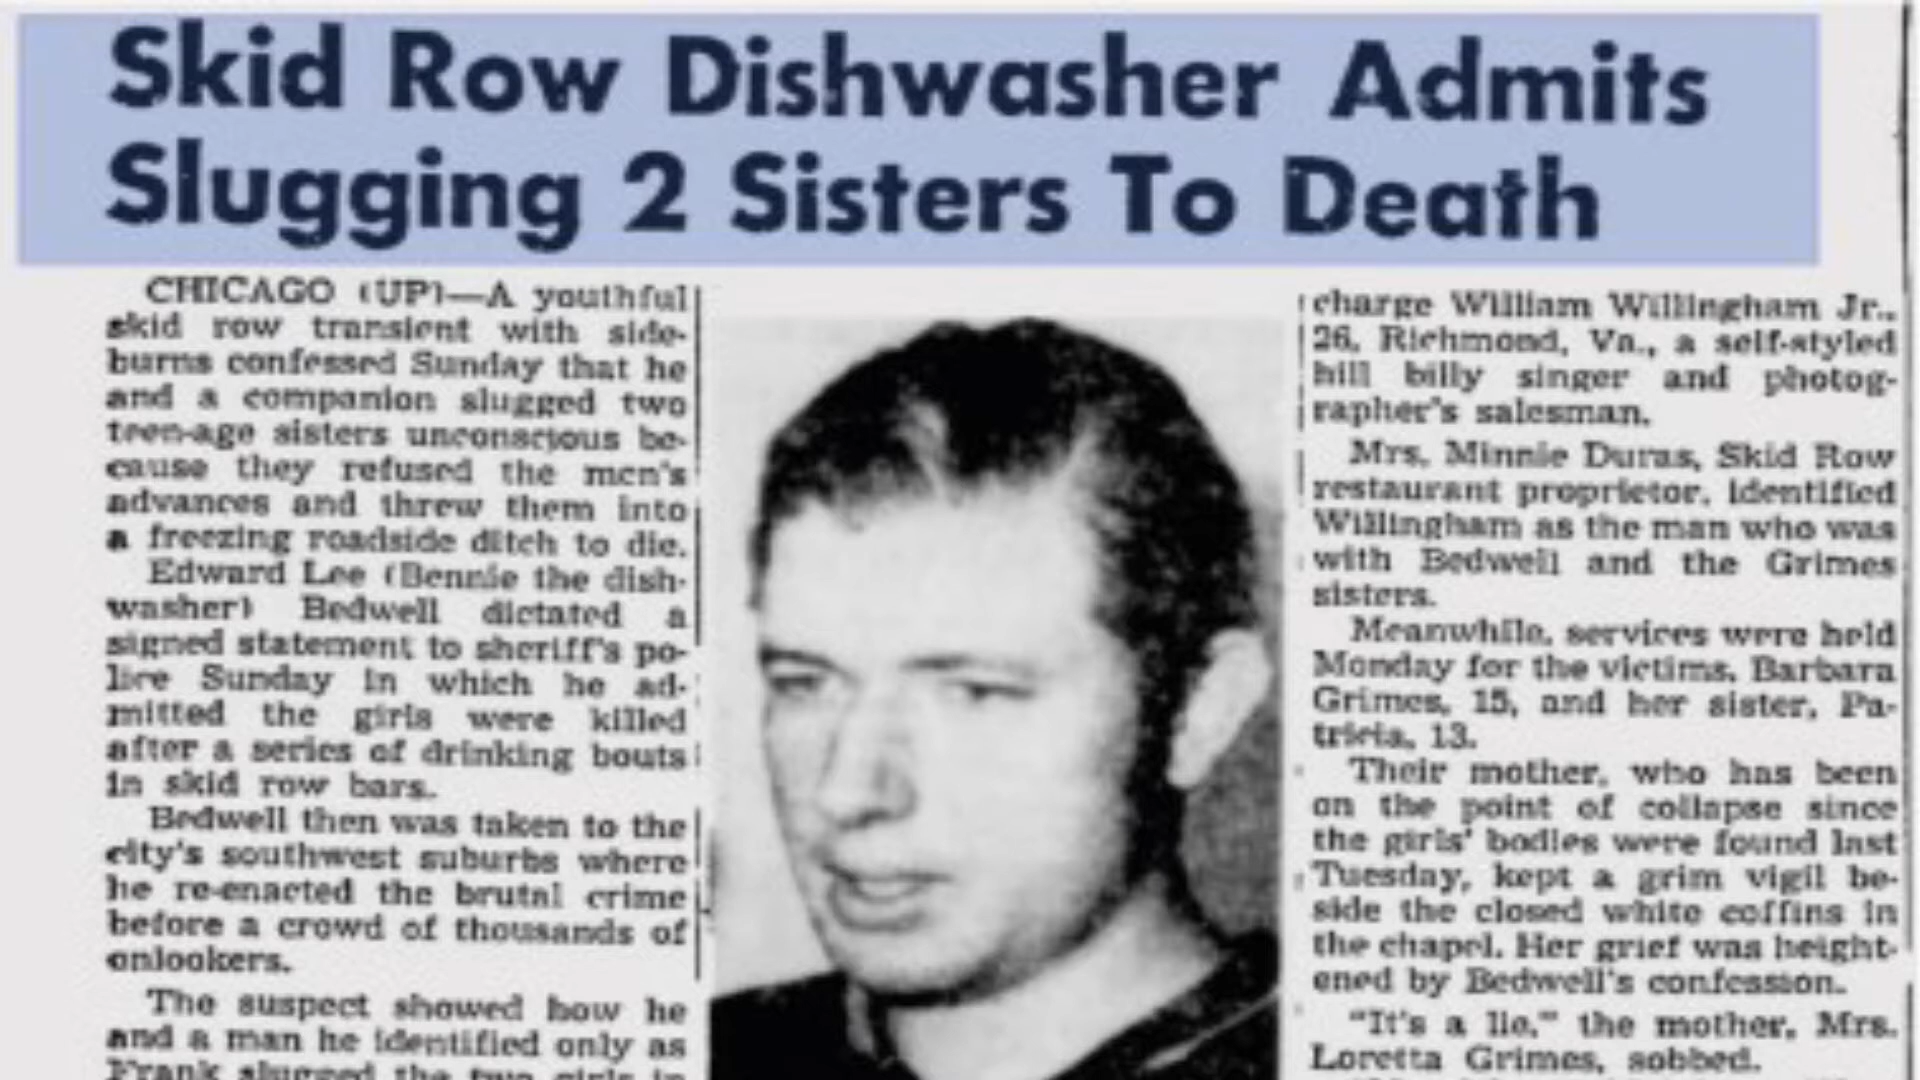 Skid Row Dishwasher Admits
Slugging 2 Sisters To Death
CHICAGO (UP)—A youthful
skid row transient with side-
burns confessed Sunday that he
and a companion slugged two
teen-age sisters unconscious be-
cause they refused the men's
advances and threw them into
a freezing roadside ditch to die.
Edward Lee (Bennie the dish-
washer) Bedwell dictated a
signed statement to sheriff's po-
lice Sunday in which he ad-
mitted the girls were killed
after a series of drinking bouts
in skid row bars.
Bedwell then was taken to the
city's southwest suburbs where
he re-enacted the brutal crime
before a crowd of thousands of
onlookers.
The suspect showed how he
and a man he identified only as
Frank slugged the two girls in
charge William Willingham Jr.,
26, Richmond, Va., a self-styled
hill billy singer and photog-
rapher's salesman.
Mrs. Minnie Duras, Skid Row
restaurant proprietor, identified
Willingham as the man who was
with Bedwell and the Grimes
sisters.
Meanwhile, services were held
Monday for the victims, Barbara
Grimes, 15, and her sister, Pa-
tricia, 13.
Their mother, who has been
on the point of collapse since
the girls' bodies were found last
Tuesday, kept a grim vigil be-
side the closed white coffins in
the chapel. Her grief was height-
ened by Bedwell's confession.
"It's a lie," the mother, Mrs.
Loretta Grimes, sobbed.